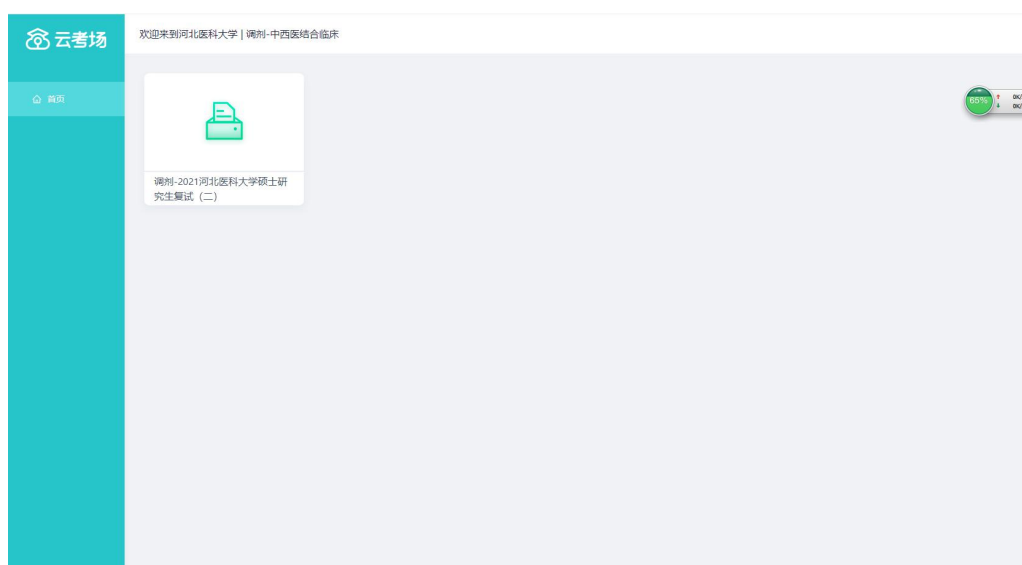 云考场
欢迎来到河北医科大学 | 调剂-中西医结合临床
首页
65%
0K/
0K/
调剂-2021河北医科大学硕士研
究生复试（二）